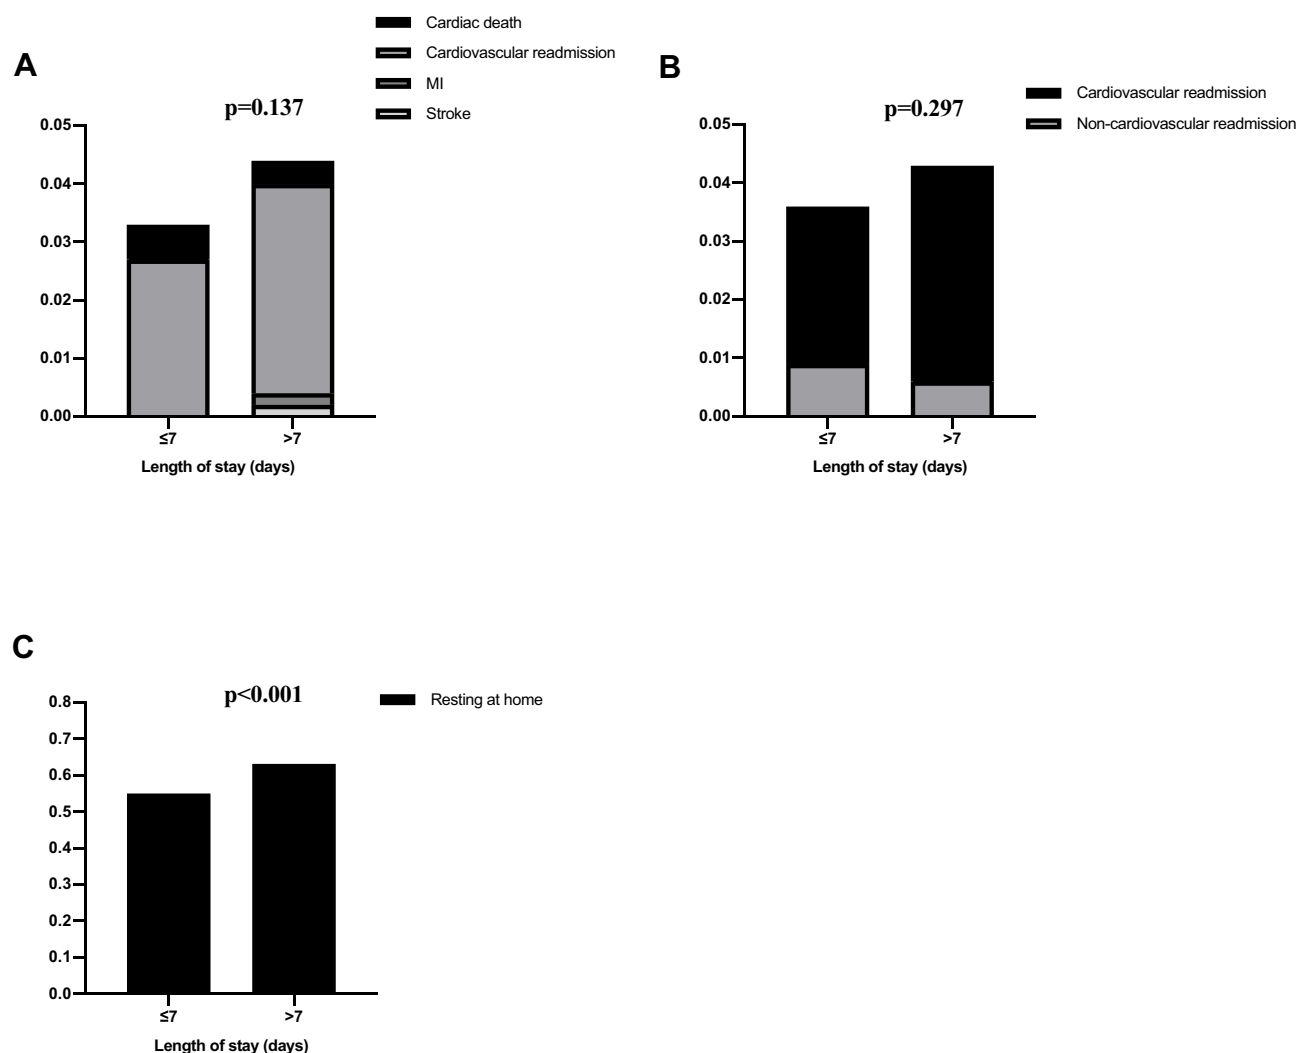 A
Cardiac death
Cardiovascular readmission
MI
Stroke
p=0.137
0.05
0.04
0.03
0.02
0.01
0.00
≤7 >7
Length of stay (days)
B
Cardiovascular readmission
Non-cardiovascular readmission
p=0.297
0.05
0.04
0.03
0.02
0.01
0.00
≤7 >7
Length of stay (days)
C
p<0.001
Resting at home
0.8
0.7
0.6
0.5
0.4
0.3
0.2
0.1
0.0
≤7 >7
Length of stay (days)